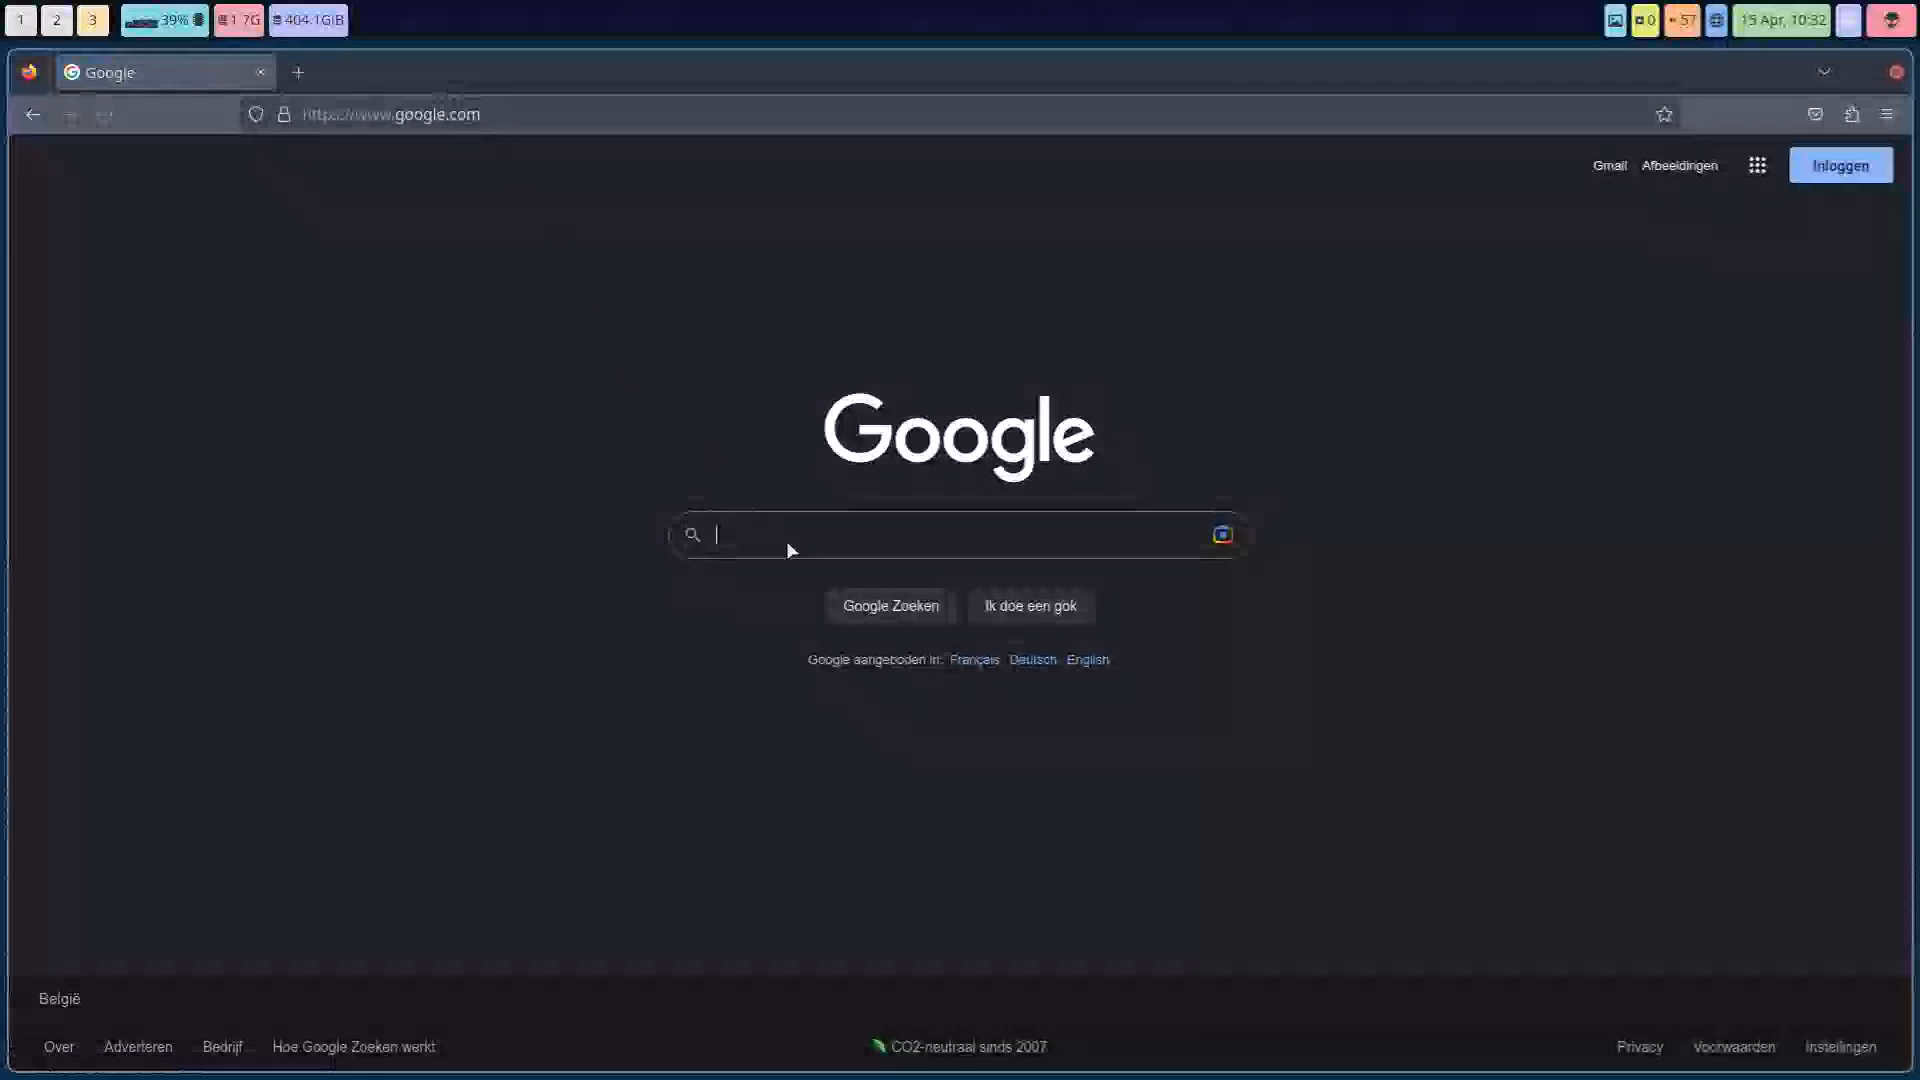 1 2 3 39% 1.7G 404.1GiB 0 57 15 Apr, 10:32
Google
https://www.google.com
Gmail Afbeeldingen Inloggen
Google
Google Zoeken Ik doe een gok
Google aangeboden in: Français Deutsch English
België
Over Adverteren Bedrijf Hoe Google Zoeken werkt CO2-neutraal sinds 2007 Privacy Voorwaarden Instellingen